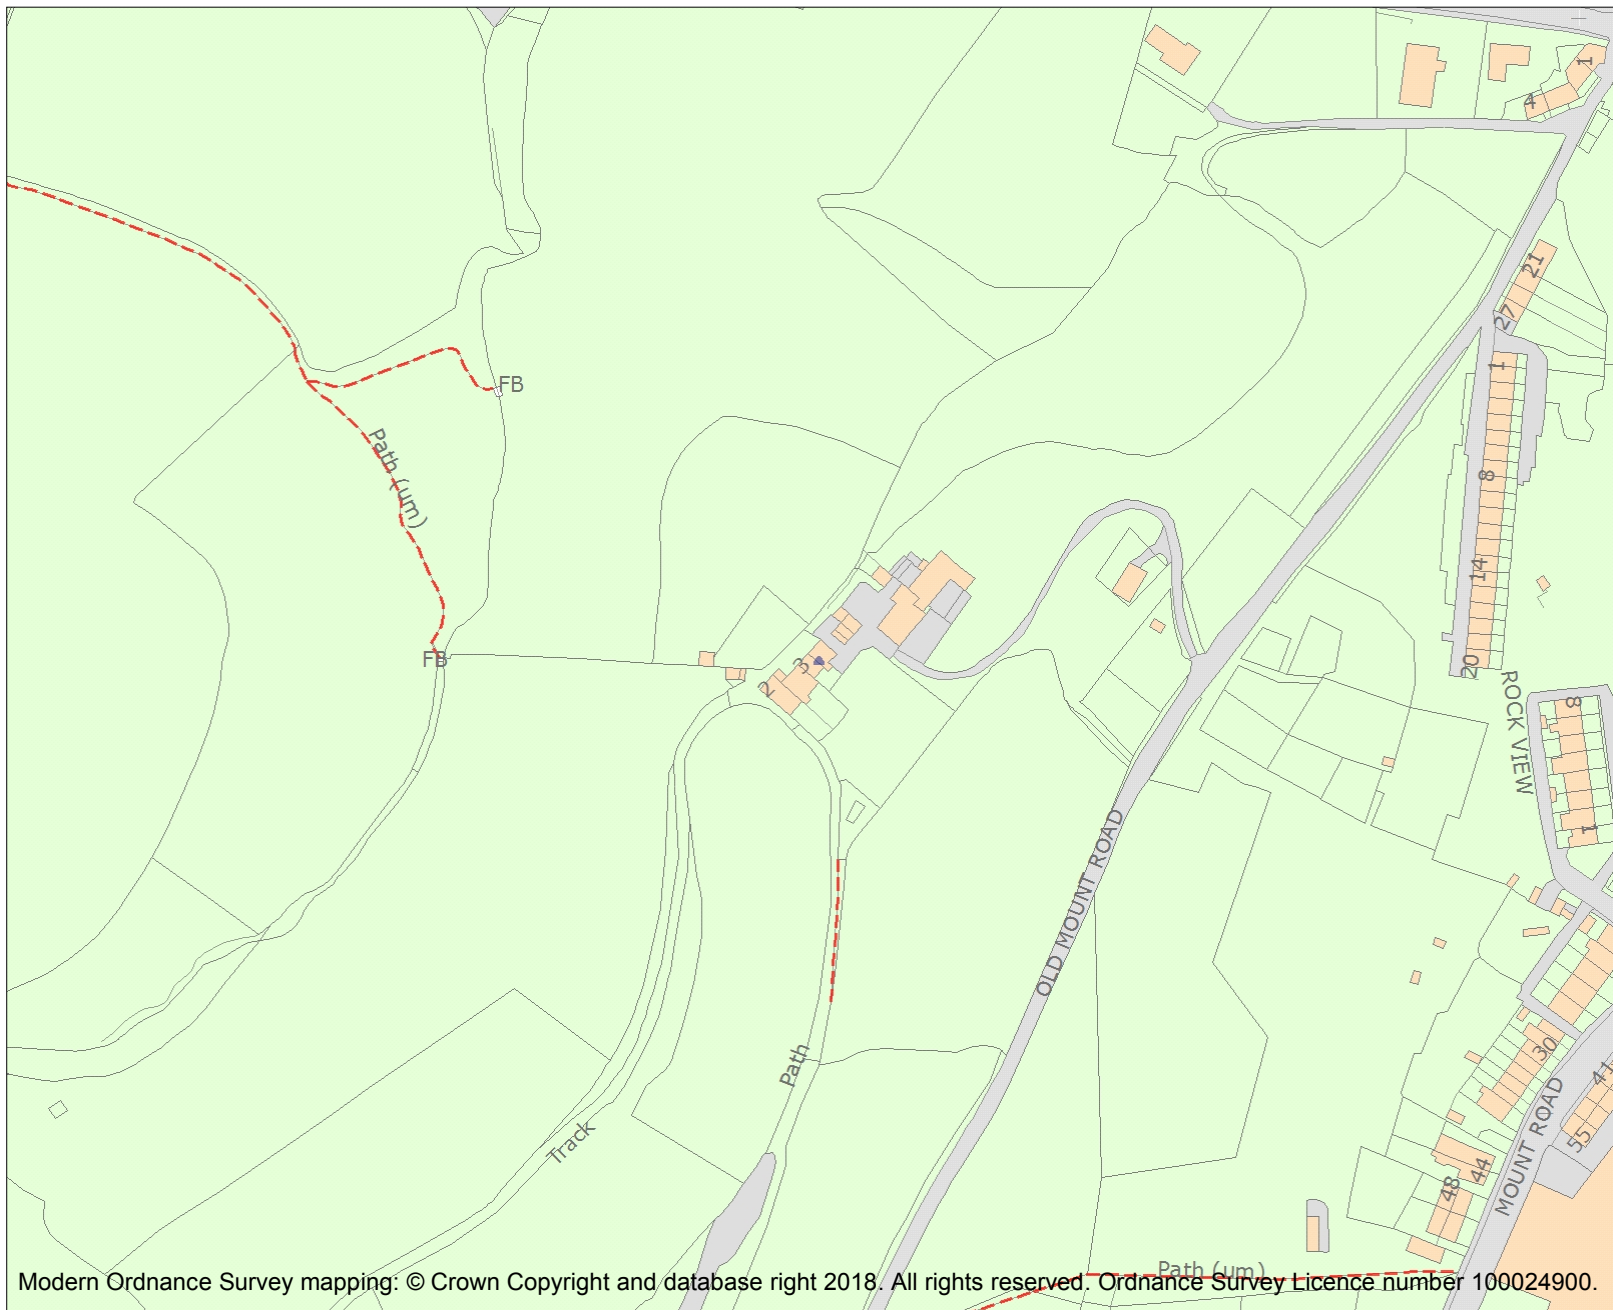 1
4
21
27
FB
1
Path (um)
8
14
FB
3
20
2
ROCK VIEW
8
1
OLD MOUNT ROAD
30
Path
41
Track
MOUNT ROAD
55
44
48
Path (um)
Modern Ordnance Survey mapping: © Crown Copyright and database right 2018. All rights reserved. Ordnance Survey Licence number 100024900.